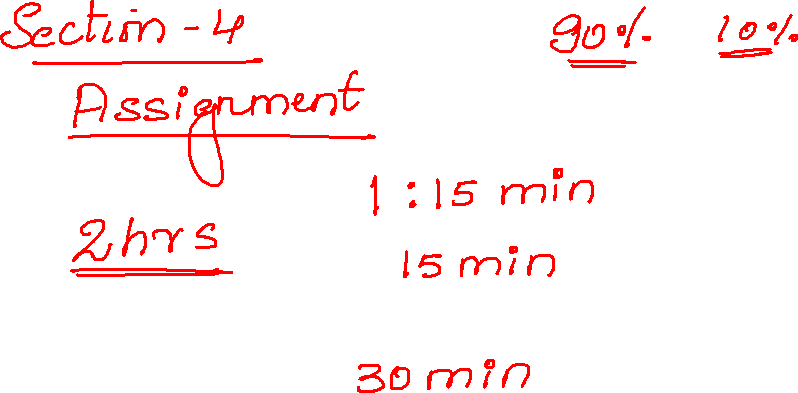 Section-4 90% 10%
Assignment
1:15 min
2hrs
15 min
30 min